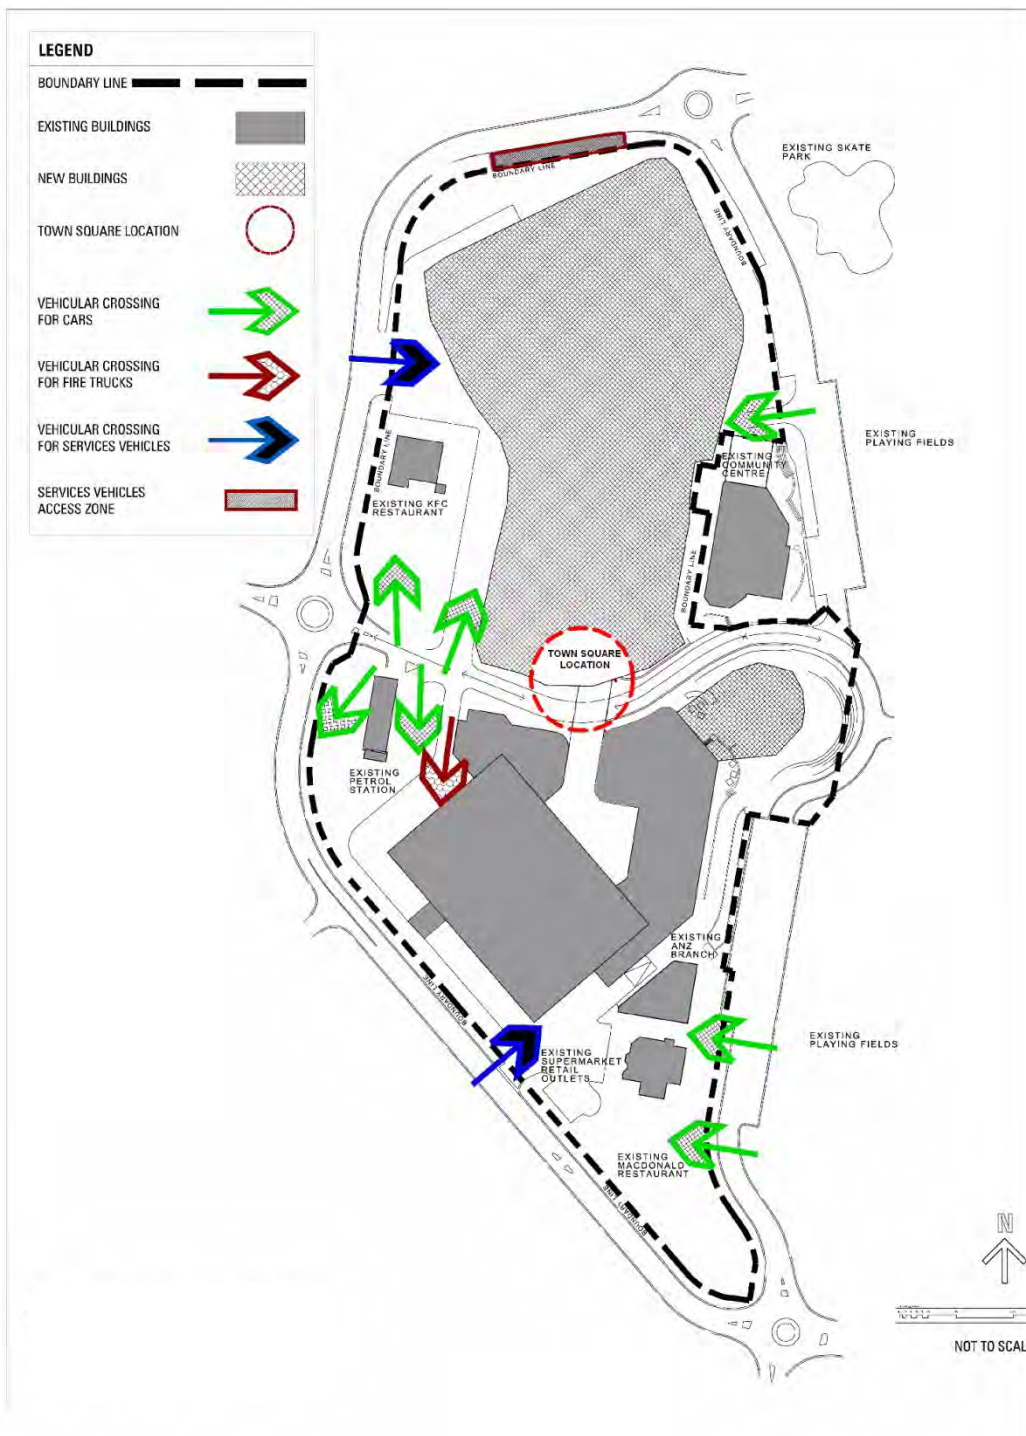 LEGEND
BOUNDARY LINE
EXISTING BUILDINGS
NEW BUILDINGS
TOWN SQUARE LOCATION
VEHICULAR CROSSING
FOR CARS
VEHICULAR CROSSING
FOR FIRE TRUCKS
VEHICULAR CROSSING
FOR SERVICES VEHICLES
SERVICES VEHICLES
ACCESS ZONE
EXISTING SKATE
PARK
BOUNDARY LINE
BOUNDARY LINE
EXISTING
PLAYING FIELDS
EXISTING
COMMUNITY
CENTRE
BOUNDARY LINE
EXISTING KFC
RESTAURANT
BOUNDARY LINE
TOWN SQUARE
LOCATION
EXISTING
PETROL
STATION
EXISTING
ANZ
BRANCH
BOUNDARY LINE
EXISTING
PLAYING FIELDS
EXISTING
SUPERMARKET
RETAIL
OUTLETS
EXISTING
MACDONALD
RESTAURANT
BOUNDARY LINE
N
NOT TO SCAL